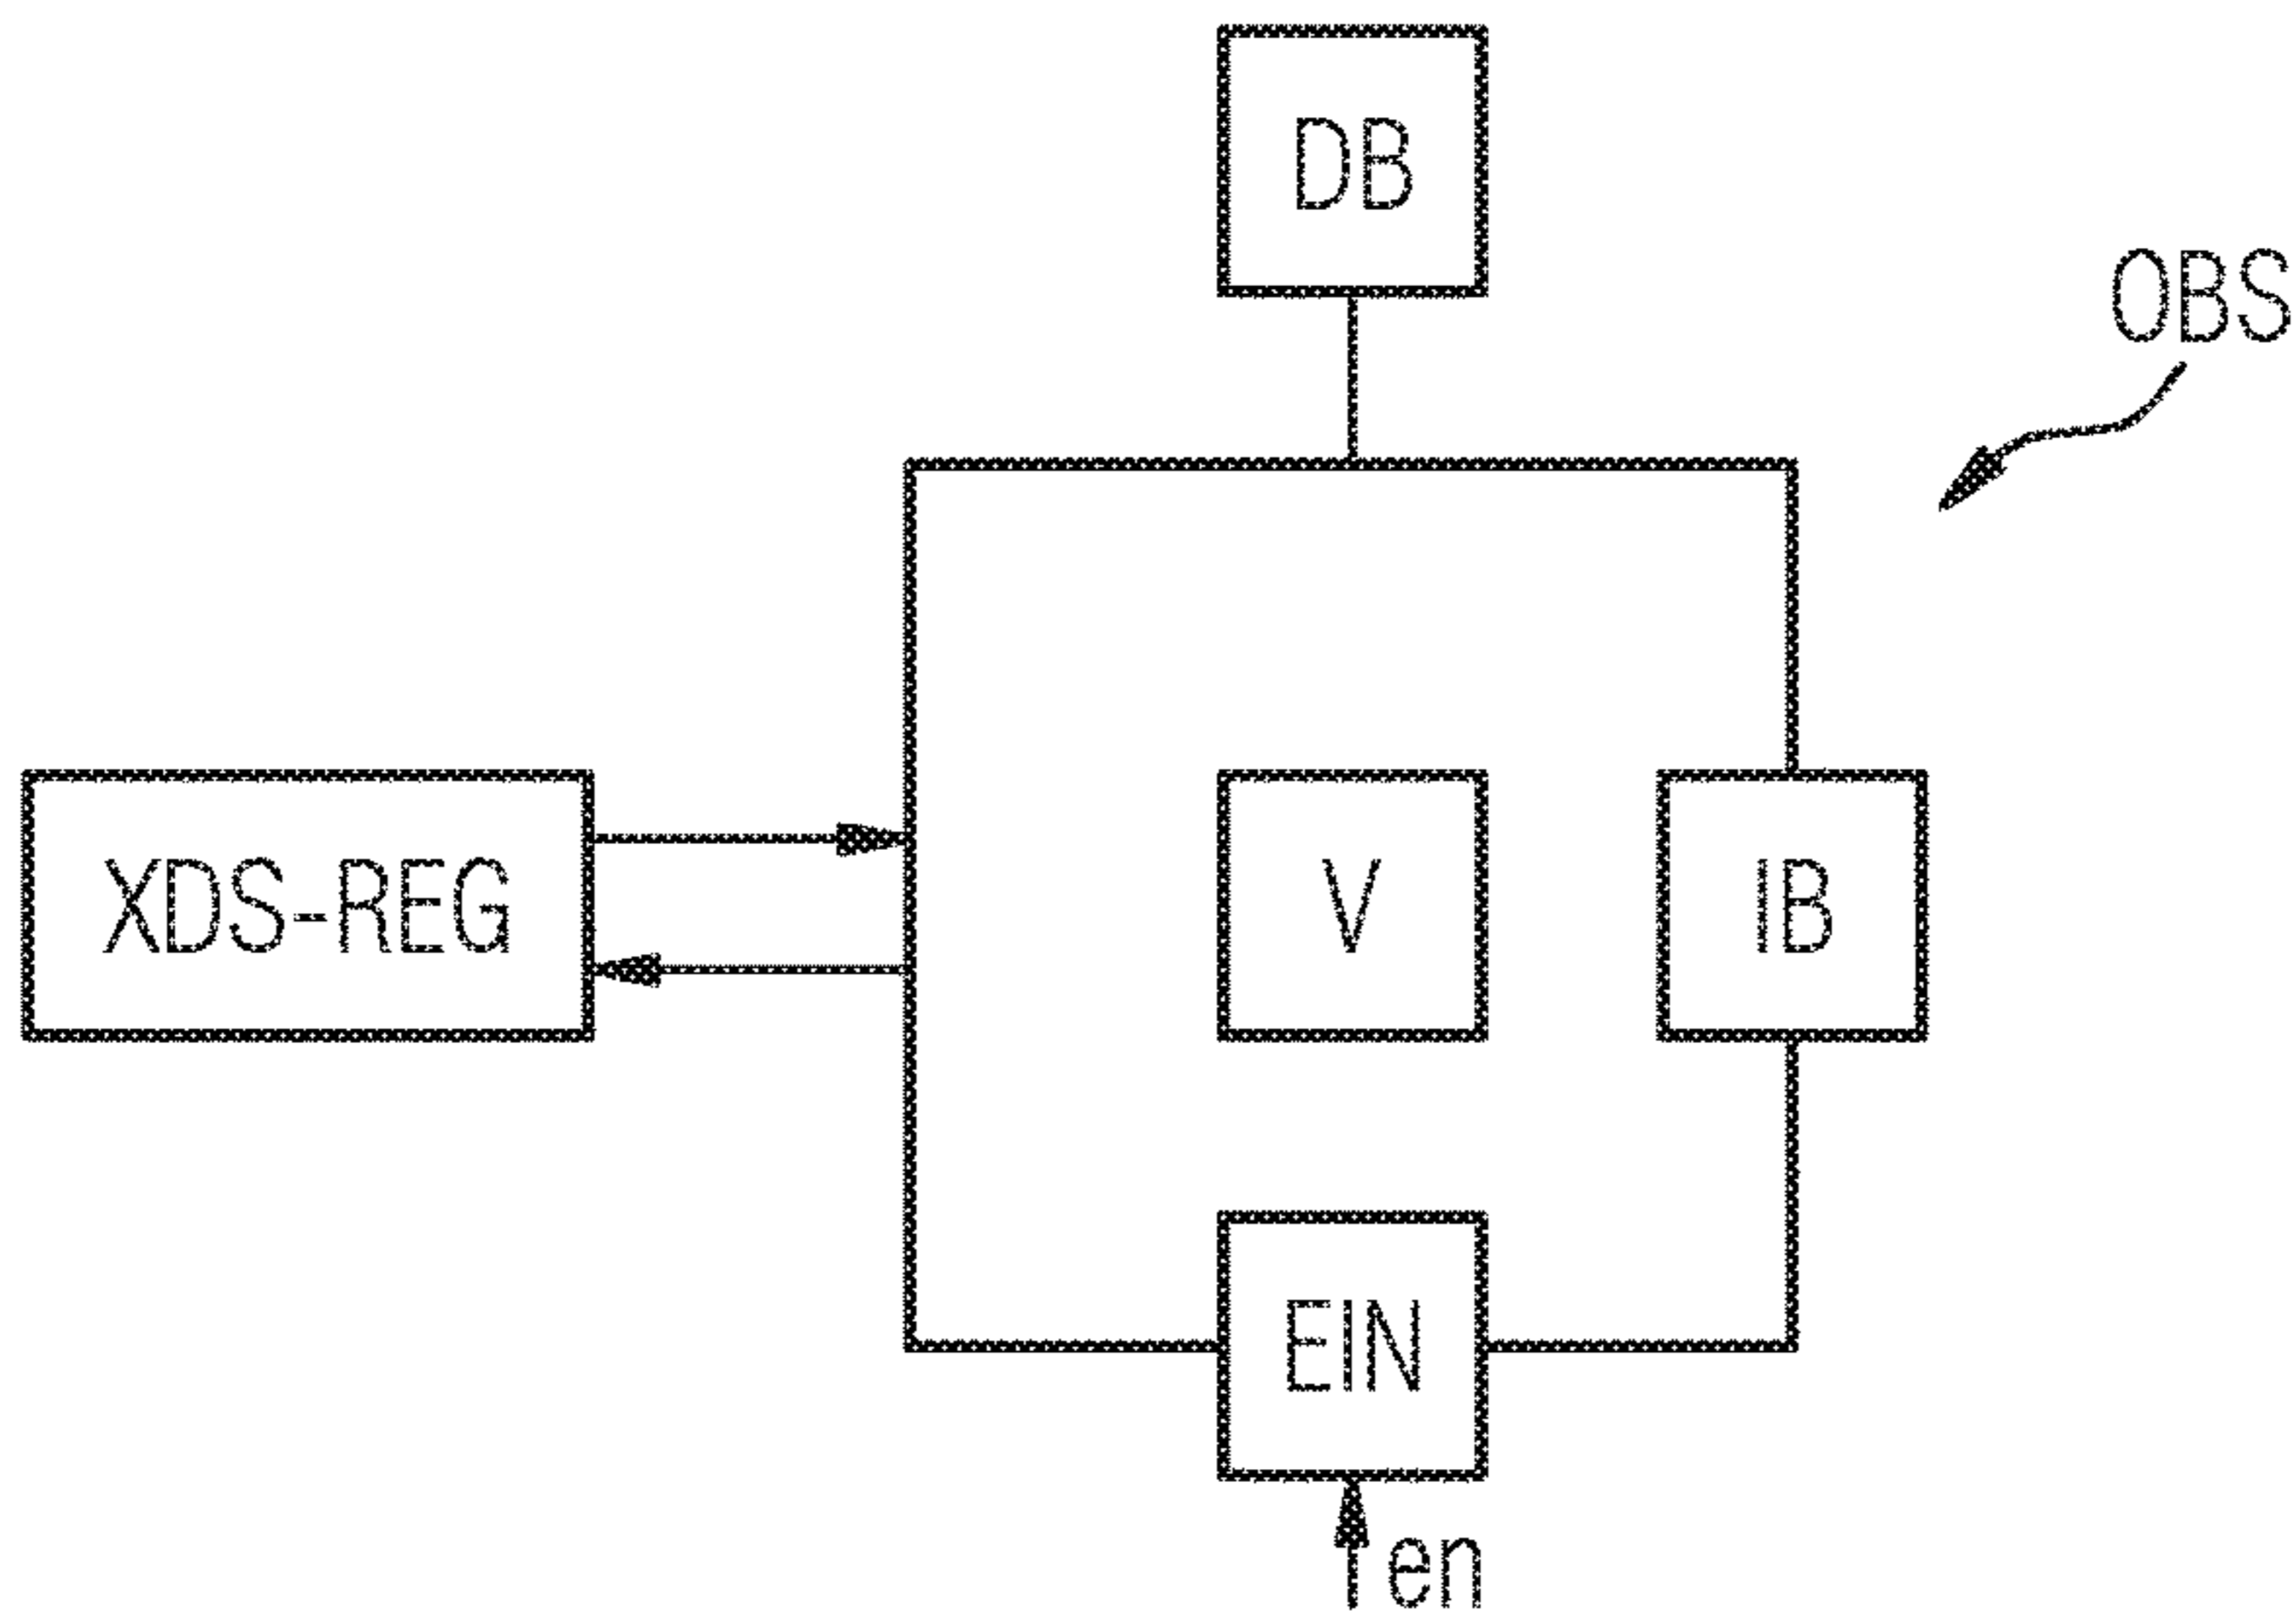 DB
OBS
XDS-REG
V
IB
EIN
en